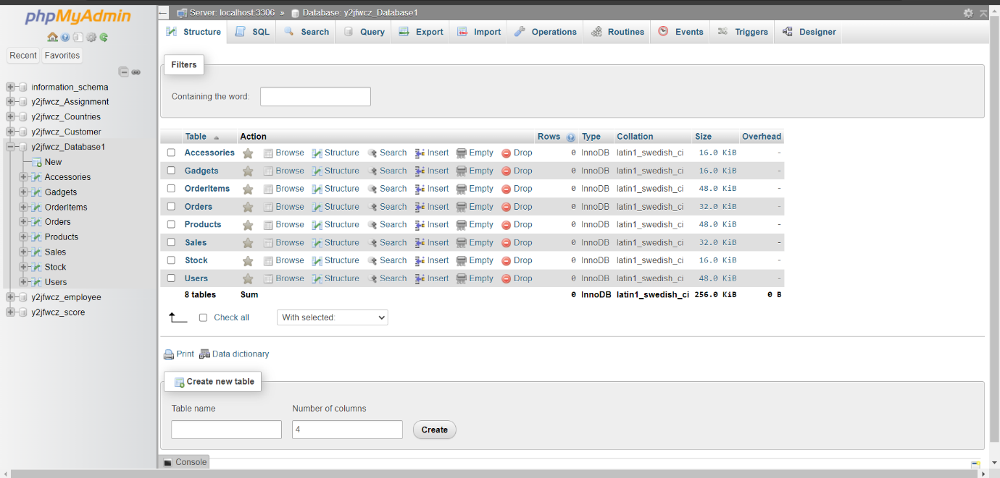 phpMyAdmin
Recent Favorites
information_schema
y2jfwcz_Assignment
y2jfwcz_Countries
y2jfwcz_Customer
y2jfwcz_Database1
New
Accessories
Gadgets
OrderItems
Orders
Products
Sales
Stock
Users
y2jfwcz_employee
y2jfwcz_score
Server: localhost:3306 » Database: y2jfwcz_Database1
Structure SQL Search Query Export Import Operations Routines Events Triggers Designer
Filters
Containing the word:
Table Action Rows Type Collation Size Overhead
Accessories Browse Structure Search Insert Empty Drop 0 InnoDB latin1_swedish_ci 16.0 KiB -
Gadgets Browse Structure Search Insert Empty Drop 0 InnoDB latin1_swedish_ci 16.0 KiB -
OrderItems Browse Structure Search Insert Empty Drop 0 InnoDB latin1_swedish_ci 48.0 KiB -
Orders Browse Structure Search Insert Empty Drop 0 InnoDB latin1_swedish_ci 32.0 KiB -
Products Browse Structure Search Insert Empty Drop 0 InnoDB latin1_swedish_ci 48.0 KiB -
Sales Browse Structure Search Insert Empty Drop 0 InnoDB latin1_swedish_ci 32.0 KiB -
Stock Browse Structure Search Insert Empty Drop 0 InnoDB latin1_swedish_ci 16.0 KiB -
Users Browse Structure Search Insert Empty Drop 0 InnoDB latin1_swedish_ci 48.0 KiB -
8 tables Sum 0 InnoDB latin1_swedish_ci 256.0 KiB 0 B
Check all With selected:
Print Data dictionary
Create new table
Table name Number of columns
4 Create
Console